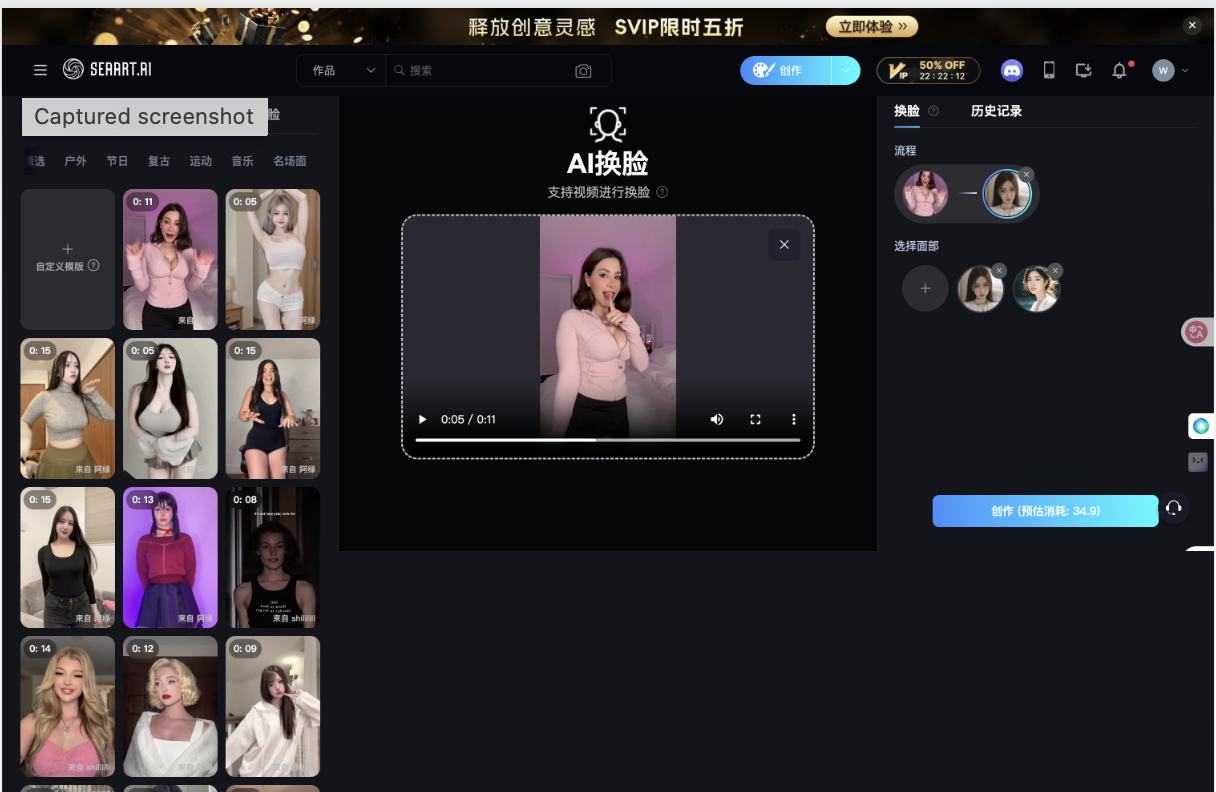 释放创意灵感 SVIP限时五折 立即体验 >>
SEAART.AI
作品
搜索
创作
VIP
50% OFF
22 : 22 : 12
W
Captured screenshot
脸
精选 户外 节日 复古 运动 音乐 名场面
自定义模版
0: 11
来自 阿绿
0: 05
来自 阿绿
0: 15
来自 阿绿
0: 05
0: 15
来自 阿绿
0: 15
来自 阿绿
0: 13
来自 阿绿
0: 08
来自 shililili
0: 14
来自 shililili
0: 12
0: 09
AI换脸
支持视频进行换脸
0:05 / 0:11
换脸
历史记录
流程
选择面部
中
A
创作 (预估消耗: 34.9)